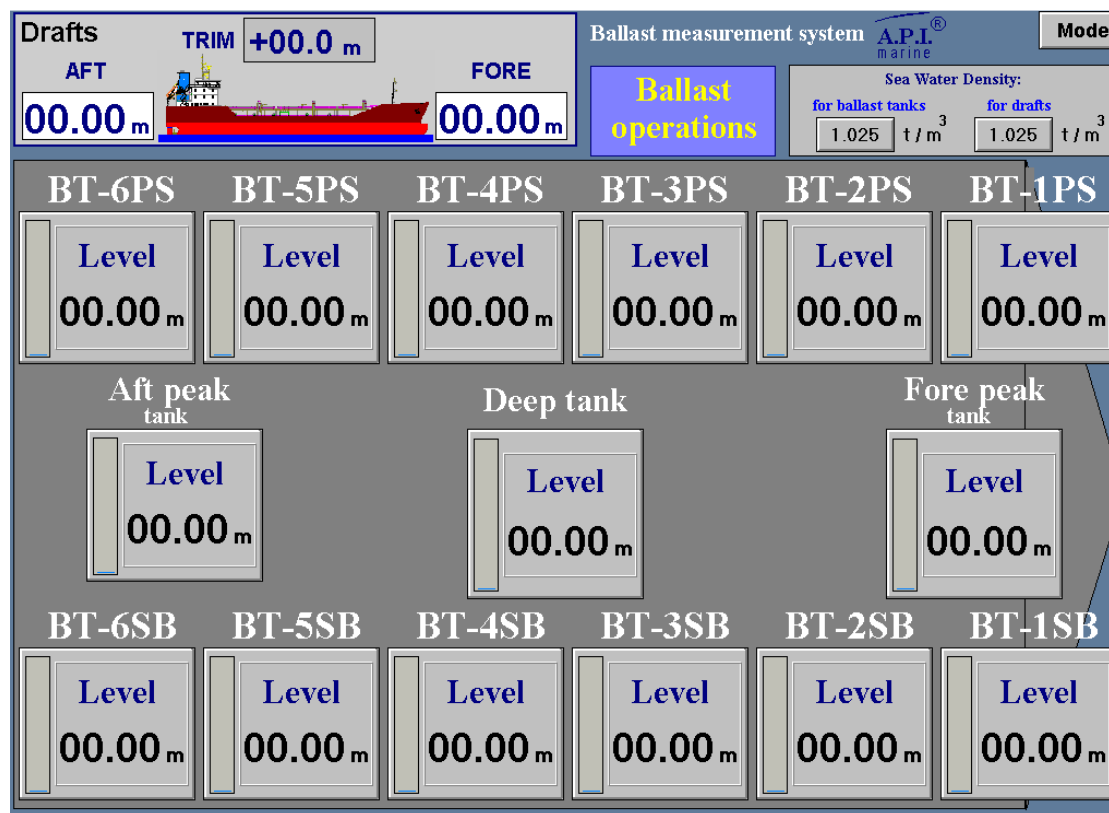 Drafts
TRIM +00.0 m
AFT
FORE
00.00 m
00.00 m
Ballast measurement system
A.P.I.®
marine
Mode
Ballast
operations
Sea Water Density:
for ballast tanks
for drafts
1.025 t / m³
1.025 t / m³
BT-6PS BT-5PS BT-4PS BT-3PS BT-2PS BT-1PS
Level Level Level Level Level Level
00.00 m 00.00 m 00.00 m 00.00 m 00.00 m 00.00 m
Aft peak
tank
Level
00.00 m
Deep tank
Level
00.00 m
Fore peak
tank
Level
00.00 m
BT-6SB BT-5SB BT-4SB BT-3SB BT-2SB BT-1SB
Level Level Level Level Level Level
00.00 m 00.00 m 00.00 m 00.00 m 00.00 m 00.00 m